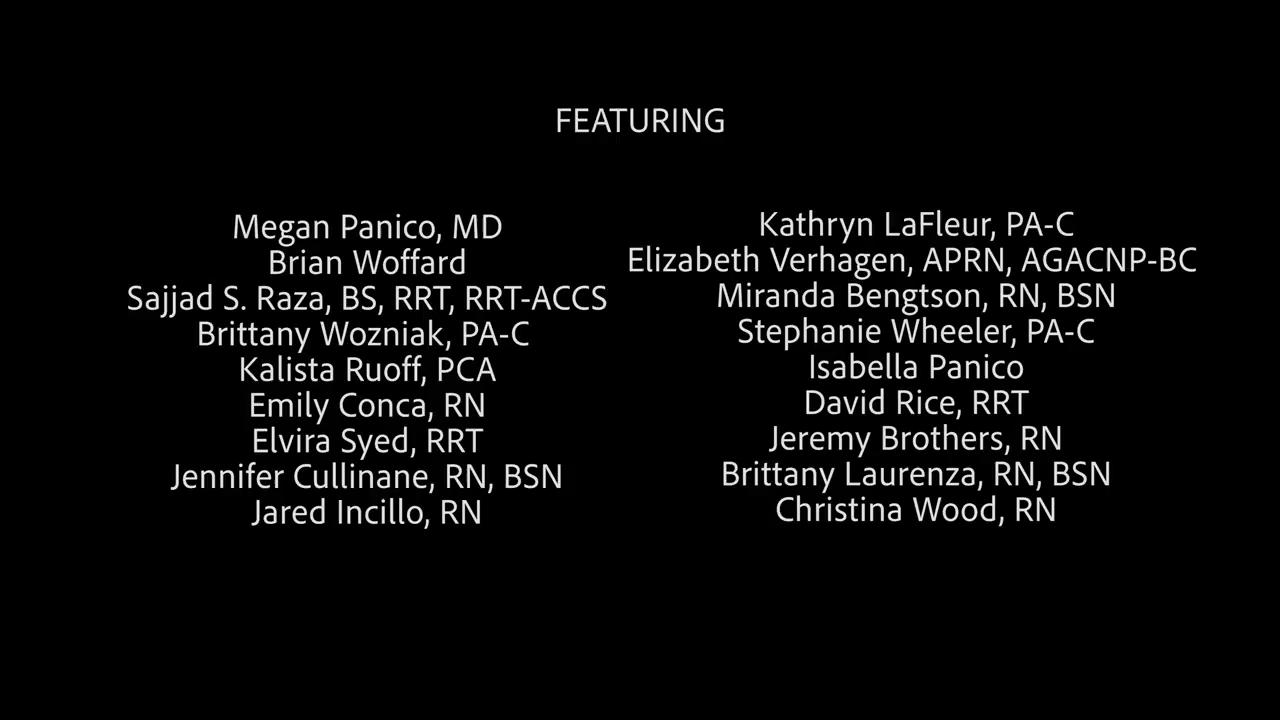 FEATURING
Megan Panico, MD
Brian Woffard
Sajjad S. Raza, BS, RRT, RRT-ACCS
Brittany Wozniak, PA-C
Kalista Ruoff, PCA
Emily Conca, RN
Elvira Syed, RRT
Jennifer Cullinane, RN, BSN
Jared Incillo, RN
Kathryn LaFleur, PA-C
Elizabeth Verhagen, APRN, AGACNP-BC
Miranda Bengtson, RN, BSN
Stephanie Wheeler, PA-C
Isabella Panico
David Rice, RRT
Jeremy Brothers, RN
Brittany Laurenza, RN, BSN
Christina Wood, RN